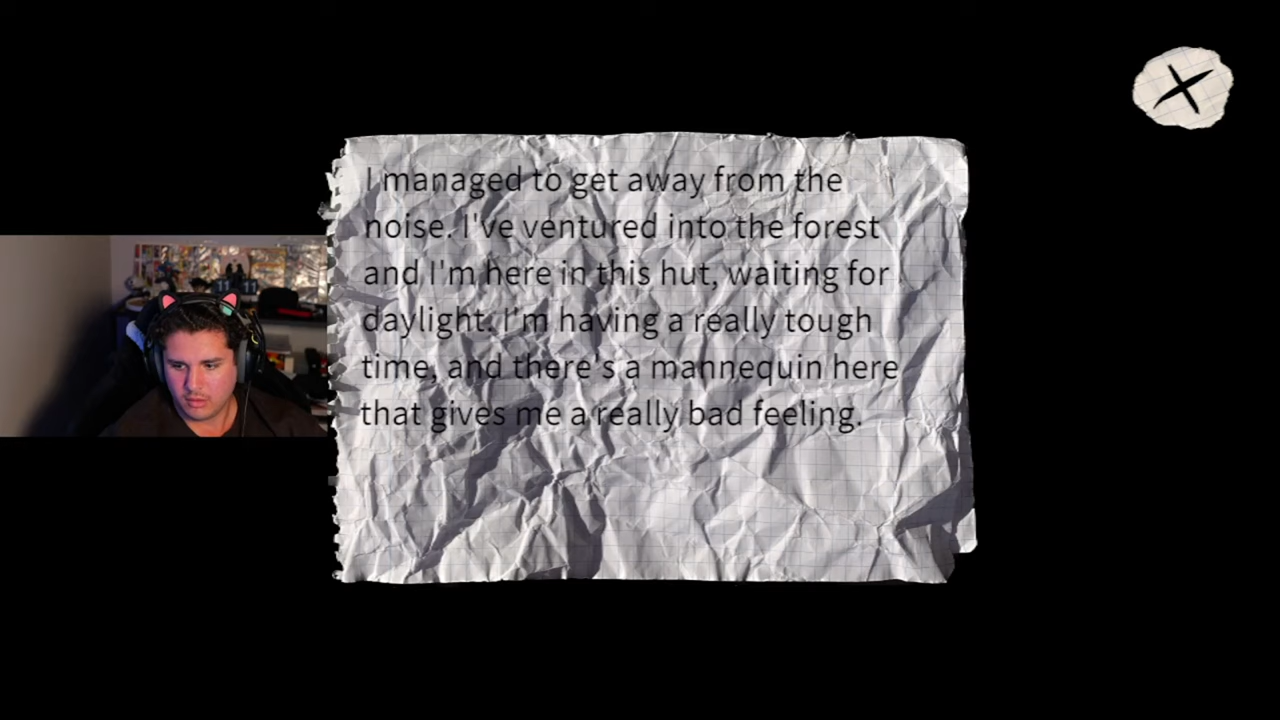 I managed to get away from the
noise. I've ventured into the forest
and I'm here in this hut, waiting for
daylight. I'm having a really tough
time, and there's a mannequin here
that gives me a really bad feeling.